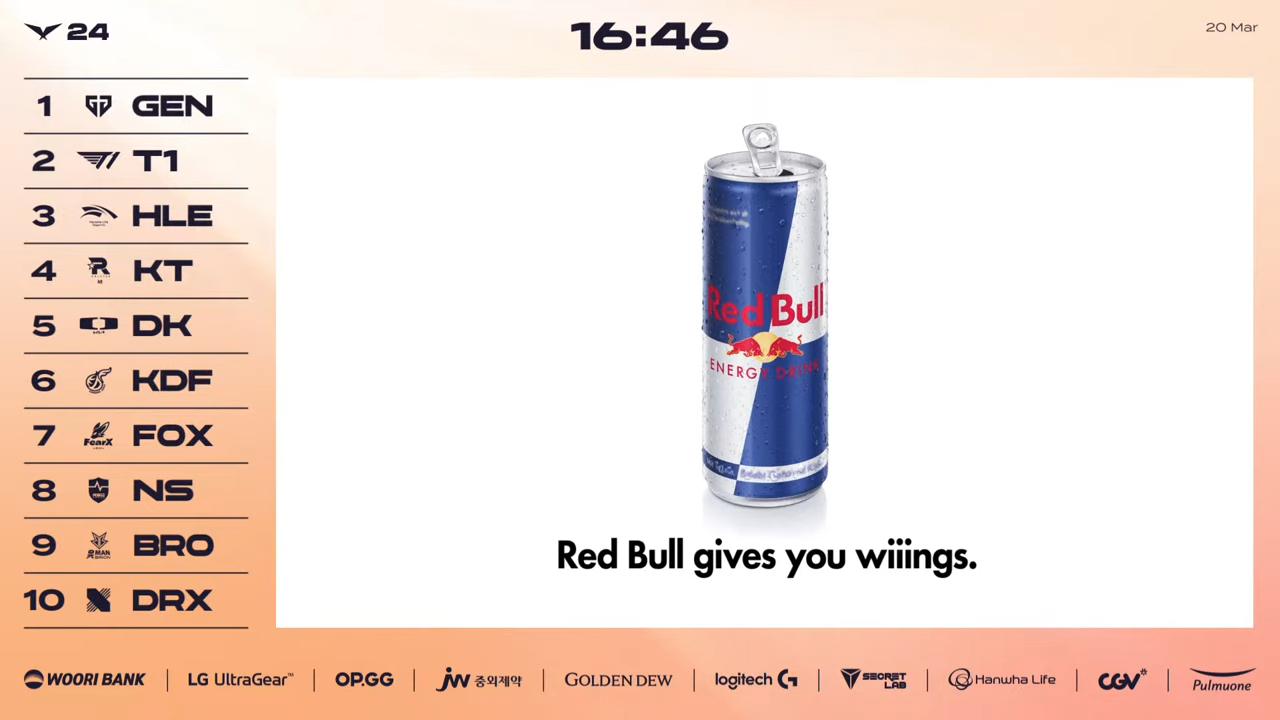 24
16:46
20 Mar
1 GEN
2 T1
3 HLE
4 KT
5 DK
6 KDF
7 FearX FOX
8 NS
9 BRO
10 DRX
Red Bull
ENERGY DRINK
Red Bull gives you wiiings.
WOORI BANK
LG UltraGear™
OP.GG
jw 중외제약
GOLDEN DEW
logitech G
SECRET LAB
Hanwha Life
CGV
Pulmuone